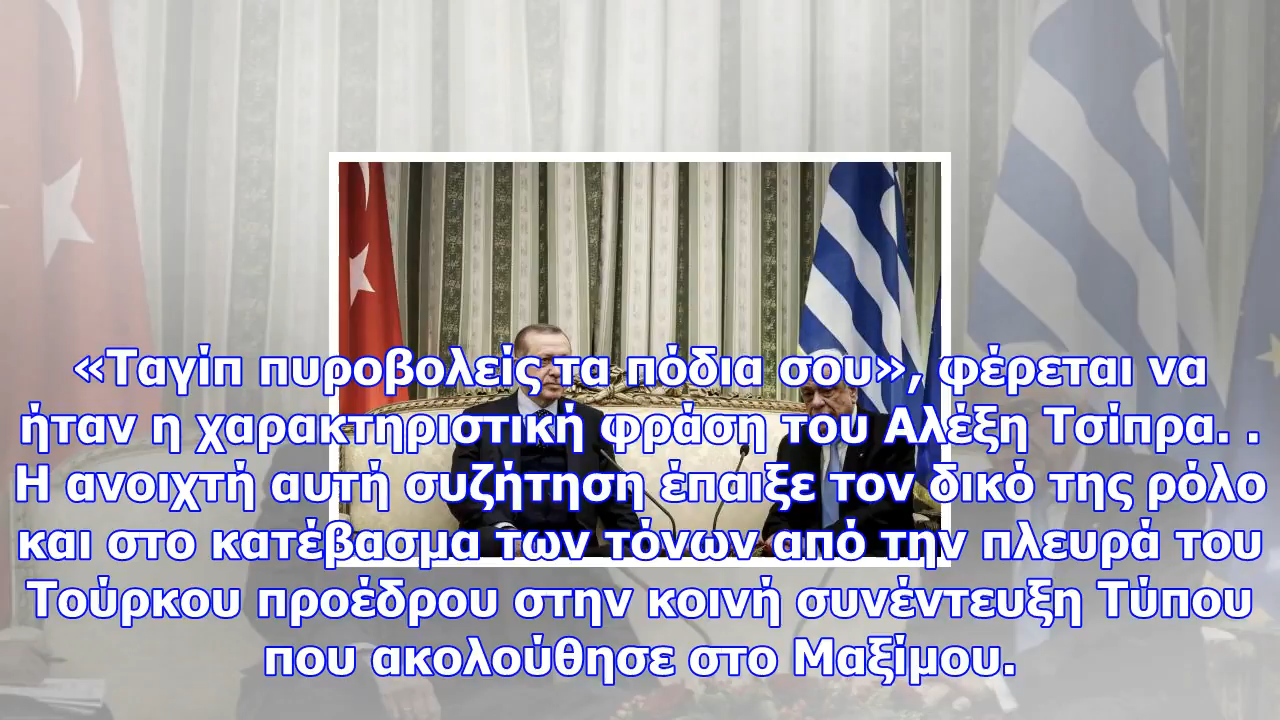 «Ταγίπ πυροβολείς τα πόδια σου», φέρεται να
ήταν η χαρακτηριστική φράση του Αλέξη Τσίπρα. .
Η ανοιχτή αυτή συζήτηση έπαιξε τον δικό της ρόλο
και στο κατέβασμα των τόνων από την πλευρά του
Τούρκου προέδρου στην κοινή συνέντευξη Τύπου
που ακολούθησε στο Μαξίμου.